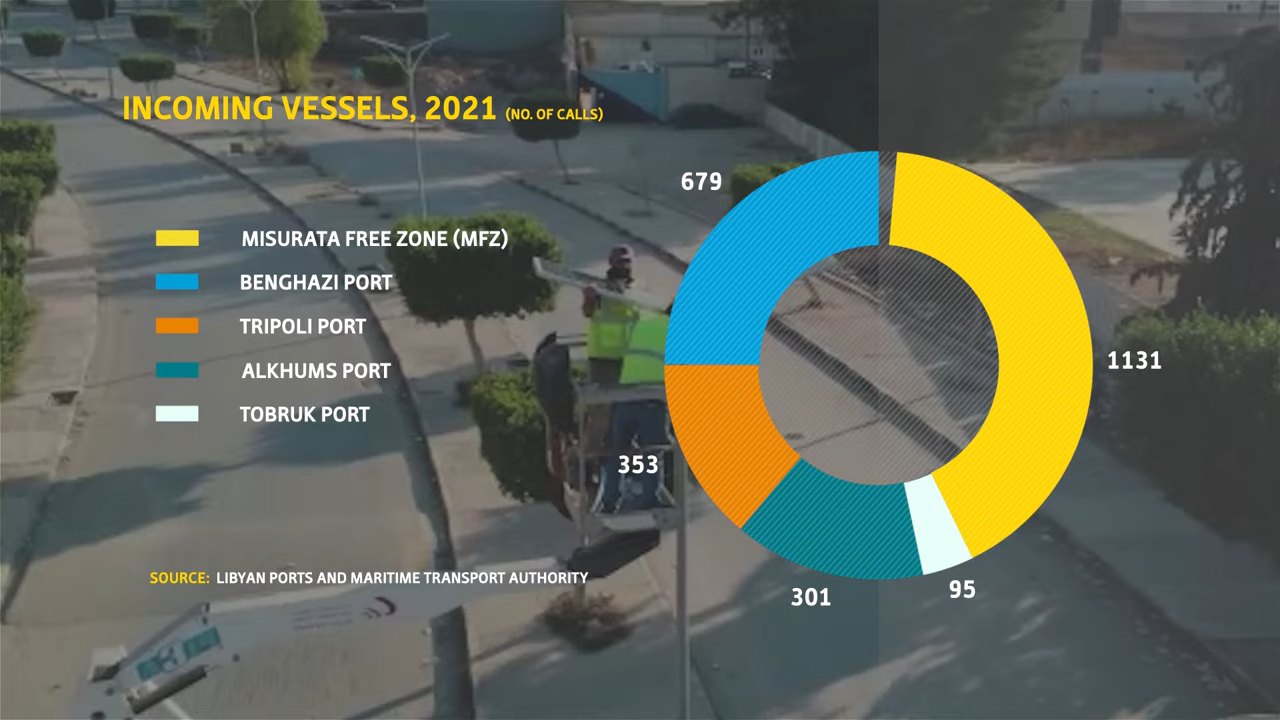 INCOMING VESSELS, 2021 (NO. OF CALLS)
MISURATA FREE ZONE (MFZ)
BENGHAZI PORT
TRIPOLI PORT
ALKHUMS PORT
TOBRUK PORT
679
1131
353
301
95
SOURCE: LIBYAN PORTS AND MARITIME TRANSPORT AUTHORITY